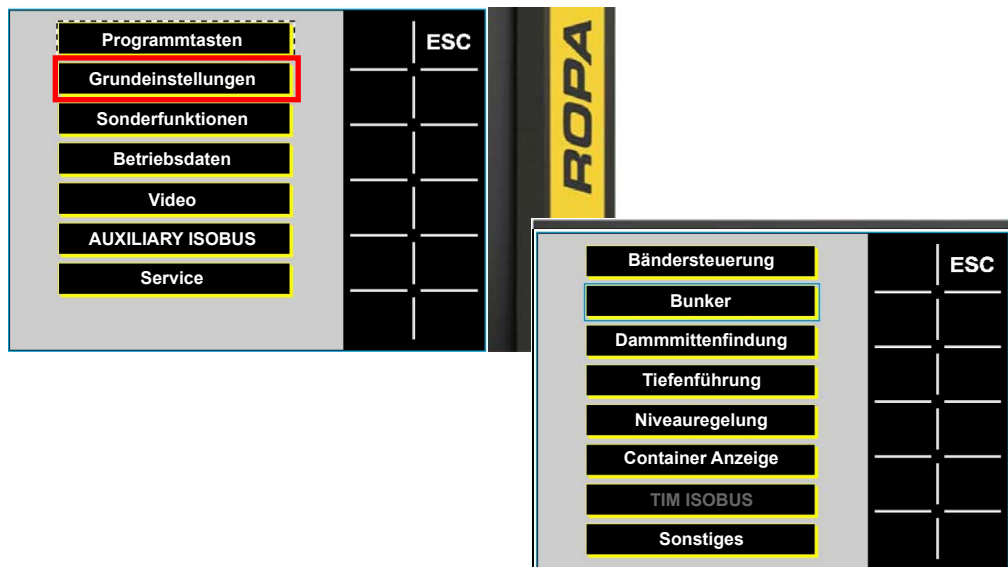 Programmtasten
ESC
Grundeinstellungen
Sonderfunktionen
Betriebsdaten
Video
AUXILIARY ISOBUS
Service
ROPA
Bändersteuerung
ESC
Bunker
Dammmittenfindung
Tiefenführung
Niveauregelung
Container Anzeige
TIM ISOBUS
Sonstiges